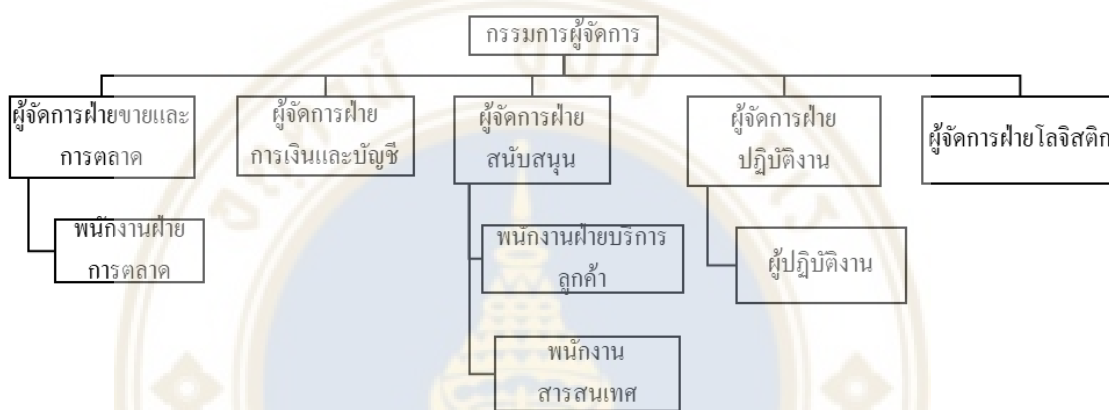 กรรมการผู้จัดการ
ผู้จัดการฝ่ายขายและ
การตลาด
ผู้จัดการฝ่าย
การเงินและบัญชี
ผู้จัดการฝ่าย
สนับสนุน
ผู้จัดการฝ่าย
ปฏิบัติงาน
ผู้จัดการฝ่ายโลจิสติก
พนักงานฝ่าย
การตลาด
พนักงานฝ่ายบริการ
ลูกค้า
ผู้ปฏิบัติงาน
พนักงาน
สารสนเทศ